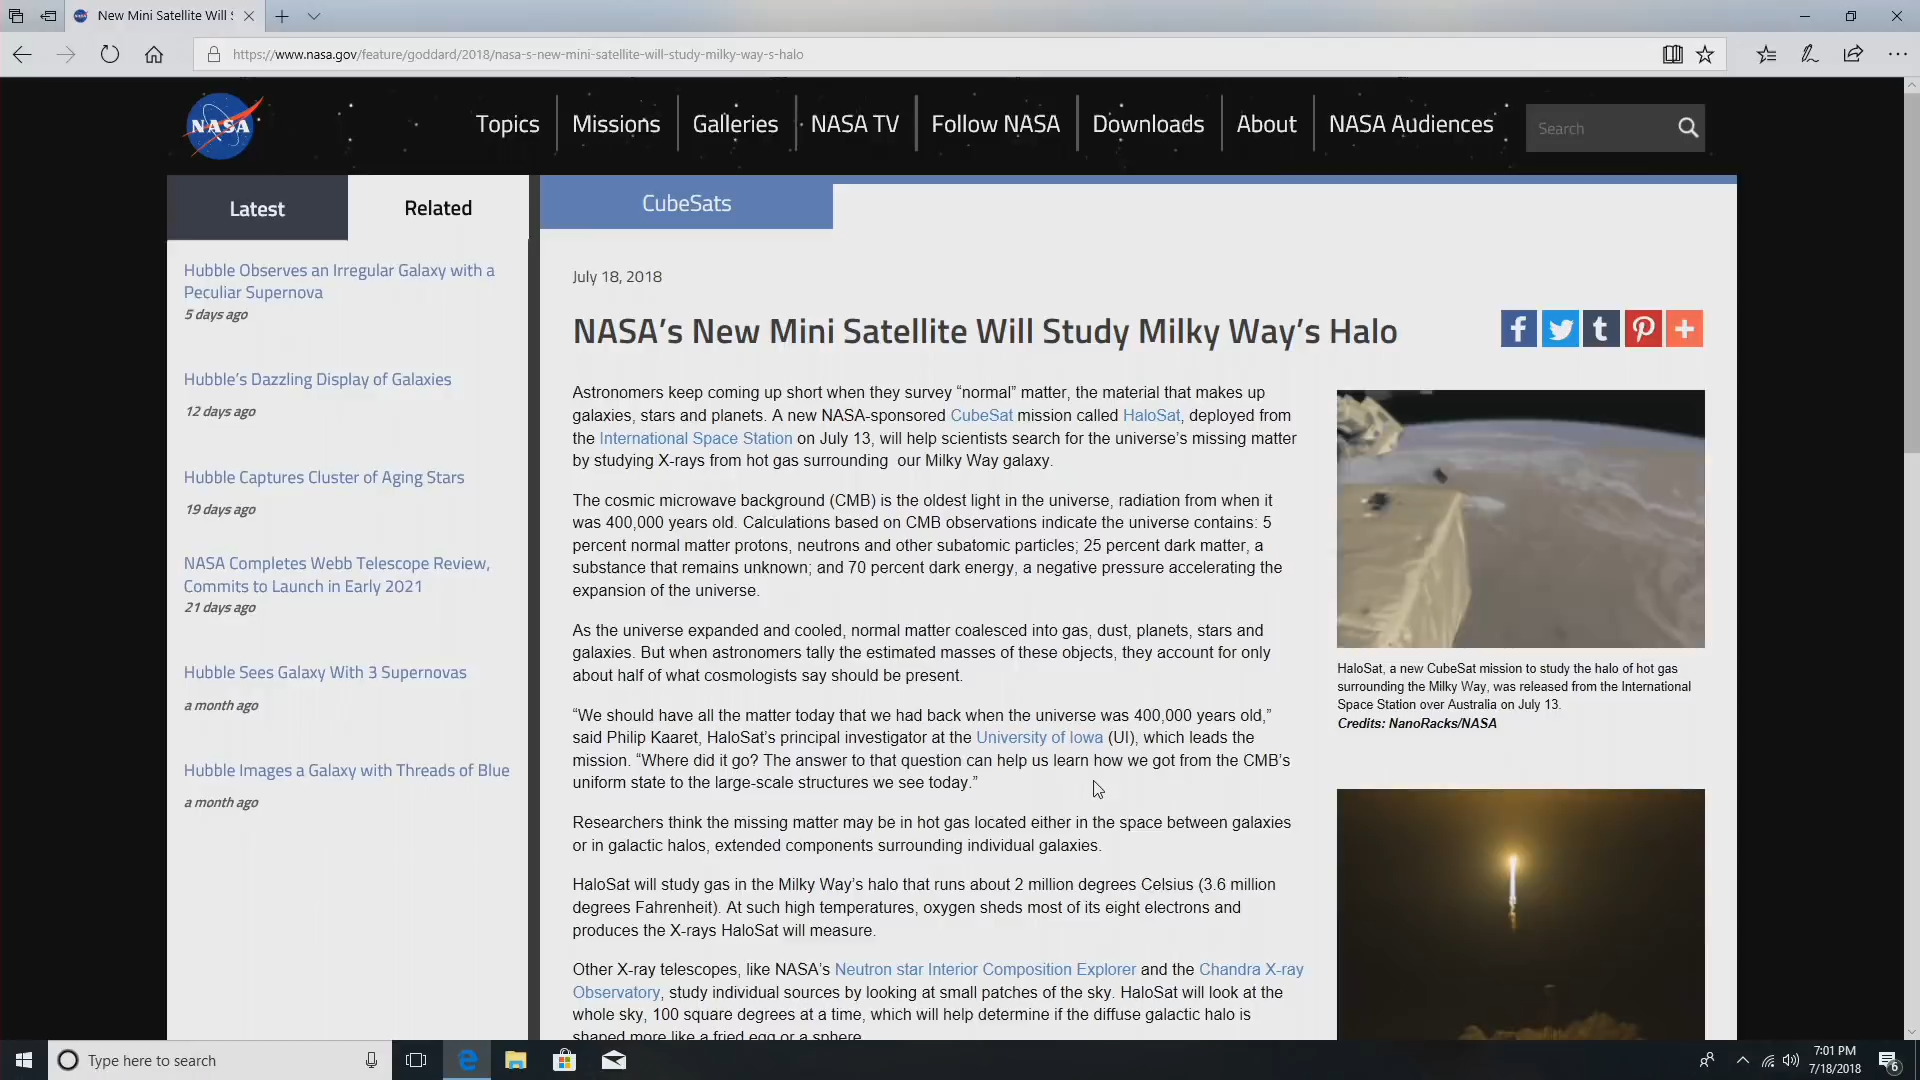 New Mini Satellite Will S
https://www.nasa.gov/feature/goddard/2018/nasa-s-new-mini-satellite-will-study-milky-way-s-halo
NASA
Topics
Missions
Galleries
NASA TV
Follow NASA
Downloads
About
NASA Audiences
Search
Latest
Related
Hubble Observes an Irregular Galaxy with a
Peculiar Supernova
5 days ago
Hubble’s Dazzling Display of Galaxies
12 days ago
Hubble Captures Cluster of Aging Stars
19 days ago
NASA Completes Webb Telescope Review,
Commits to Launch in Early 2021
21 days ago
Hubble Sees Galaxy With 3 Supernovas
a month ago
Hubble Images a Galaxy with Threads of Blue
a month ago
CubeSats
July 18, 2018
NASA’s New Mini Satellite Will Study Milky Way’s Halo
Astronomers keep coming up short when they survey “normal” matter, the material that makes up
galaxies, stars and planets. A new NASA-sponsored CubeSat mission called HaloSat, deployed from
the International Space Station on July 13, will help scientists search for the universe’s missing matter
by studying X-rays from hot gas surrounding our Milky Way galaxy.
The cosmic microwave background (CMB) is the oldest light in the universe, radiation from when it
was 400,000 years old. Calculations based on CMB observations indicate the universe contains: 5
percent normal matter protons, neutrons and other subatomic particles; 25 percent dark matter, a
substance that remains unknown; and 70 percent dark energy, a negative pressure accelerating the
expansion of the universe.
As the universe expanded and cooled, normal matter coalesced into gas, dust, planets, stars and
galaxies. But when astronomers tally the estimated masses of these objects, they account for only
about half of what cosmologists say should be present.
“We should have all the matter today that we had back when the universe was 400,000 years old,”
said Philip Kaaret, HaloSat’s principal investigator at the University of Iowa (UI), which leads the
mission. “Where did it go? The answer to that question can help us learn how we got from the CMB’s
uniform state to the large-scale structures we see today.”
Researchers think the missing matter may be in hot gas located either in the space between galaxies
or in galactic halos, extended components surrounding individual galaxies.
HaloSat will study gas in the Milky Way’s halo that runs about 2 million degrees Celsius (3.6 million
degrees Fahrenheit). At such high temperatures, oxygen sheds most of its eight electrons and
produces the X-rays HaloSat will measure.
Other X-ray telescopes, like NASA’s Neutron star Interior Composition Explorer and the Chandra X-ray
Observatory, study individual sources by looking at small patches of the sky. HaloSat will look at the
whole sky, 100 square degrees at a time, which will help determine if the diffuse galactic halo is
shaped more like a fried egg or a sphere.
HaloSat, a new CubeSat mission to study the halo of hot gas
surrounding the Milky Way, was released from the International
Space Station over Australia on July 13.
Credits: NanoRacks/NASA
Type here to search
7:01 PM
7/18/2018
6